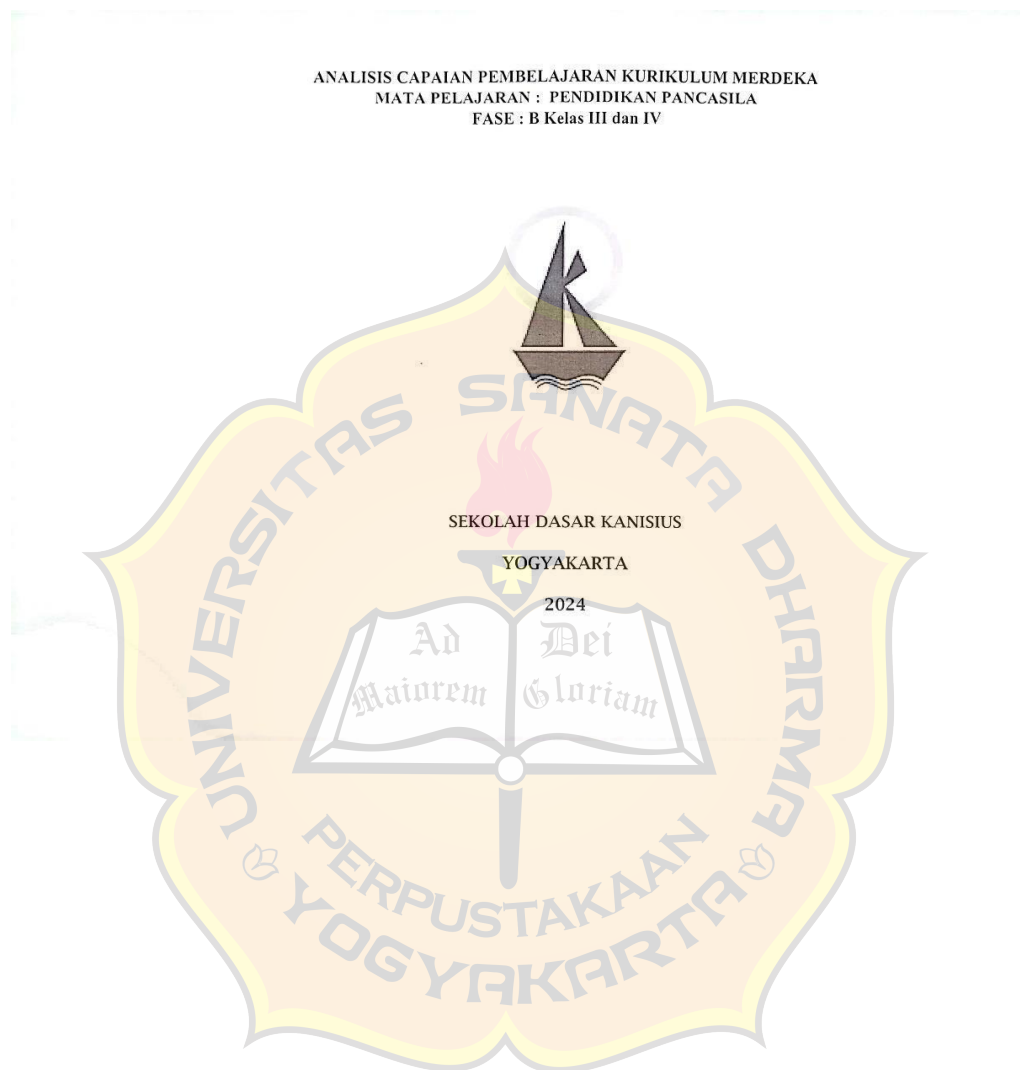 ANALISIS CAPAIAN PEMBELAJARAN KURIKULUM MERDEKA
MATA PELAJARAN : PENDIDIKAN PANCASILA
FASE : B Kelas III dan IV
UNIVERSITAS SANATA DHARMA
SEKOLAH DASAR KANISIUS
YOGYAKARTA
2024
Ad Dei
Maiorem Gloriam
PERPUSTAKAAN
YOGYAKARTA